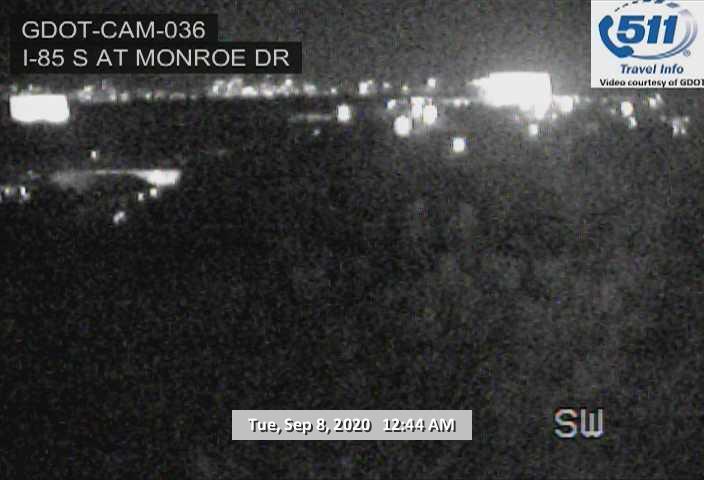 GDOT-CAM-036
I-85 S AT MONROE DR
511
Travel Info
Video courtesy of GDOT
Tue, Sep 8, 2020 12:44 AM
SW